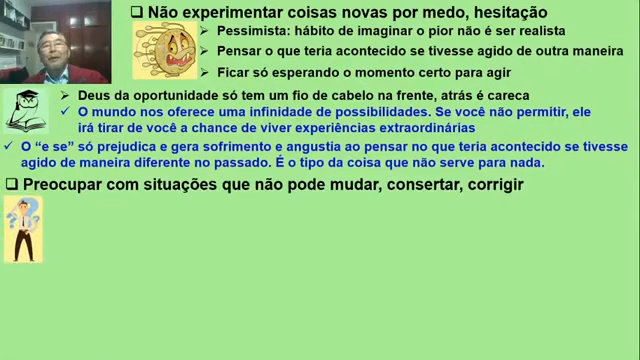 Não experimentar coisas novas por medo, hesitação
Pessimista: hábito de imaginar o pior não é ser realista
Pensar o que teria acontecido se tivesse agido de outra maneira
Ficar só esperando o momento certo para agir
Deus da oportunidade só tem um fio de cabelo na frente, atrás é careca
O mundo nos oferece uma infinidade de possibilidades. Se você não permitir, ele
irá tirar de você a chance de viver experiências extraordinárias
O “e se” só prejudica e gera sofrimento e angustia ao pensar no que teria acontecido se tivesse
agido de maneira diferente no passado. É o tipo da coisa que não serve para nada.
Preocupar com situações que não pode mudar, consertar, corrigir